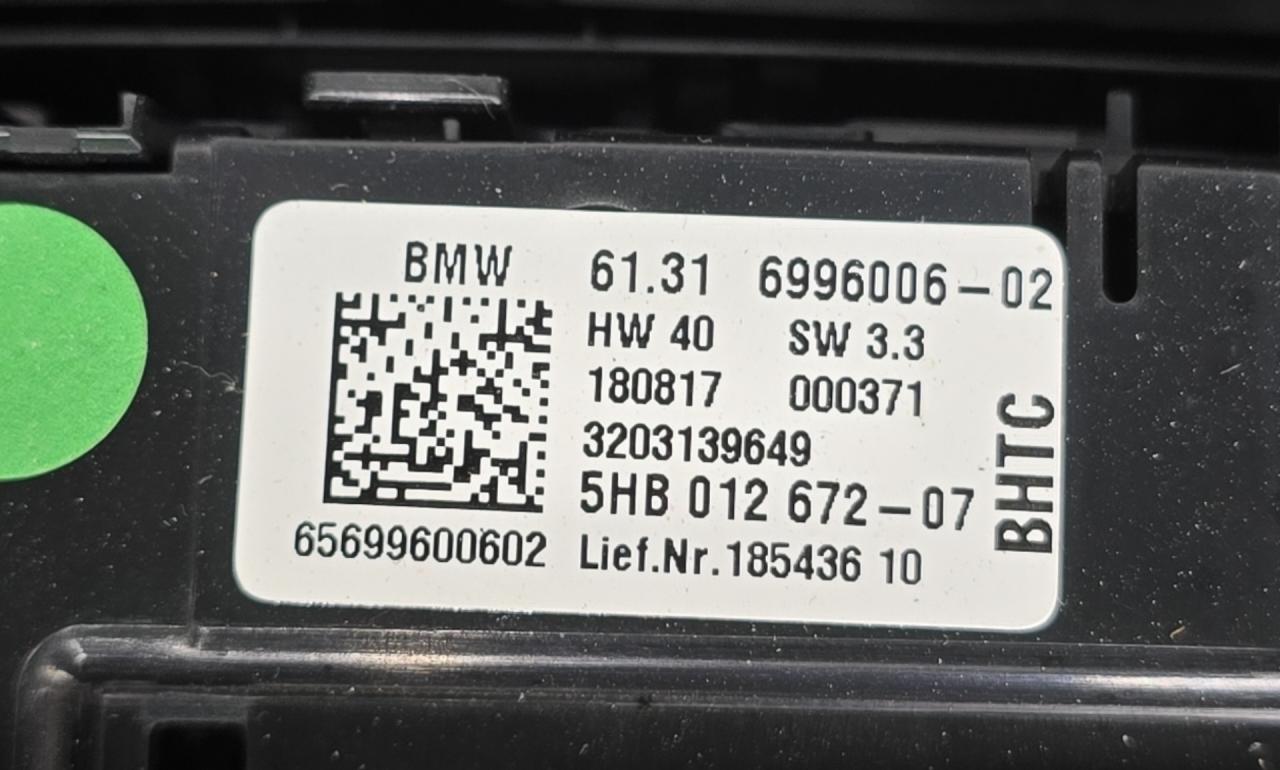 BMW 61.31 6996006-02
HW 40 SW 3.3
180817 000371
3203139649
5HB 012 672-07
65699600602 Lief.Nr.185436 10
BHTC